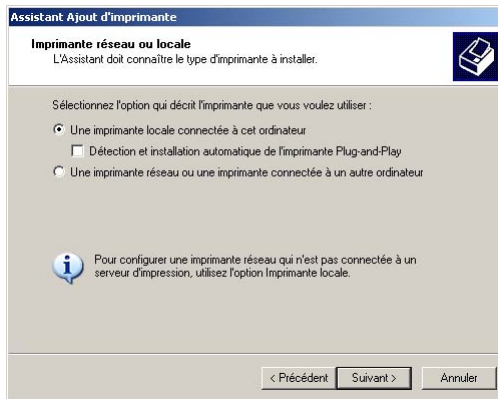 Assistant Ajout d'imprimante
Imprimante réseau ou locale
L'Assistant doit connaître le type d'imprimante à installer.
Sélectionnez l'option qui décrit l'imprimante que vous voulez utiliser :
Une imprimante locale connectée à cet ordinateur
Détection et installation automatique de l'imprimante Plug-and-Play
Une imprimante réseau ou une imprimante connectée à un autre ordinateur
Pour configurer une imprimante réseau qui n'est pas connectée à un
serveur d'impression, utilisez l'option Imprimante locale.
< Précédent Suivant > Annuler